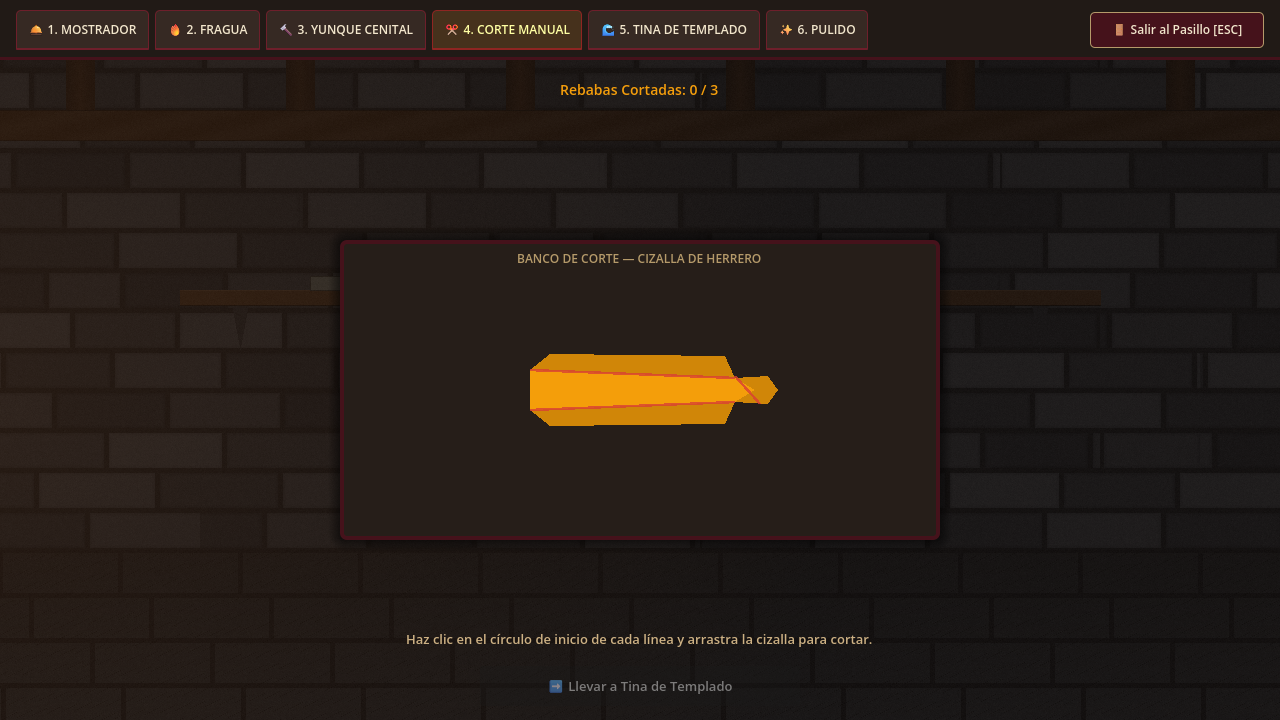 1. MOSTRADOR
2. FRAGUA
3. YUNQUE CENITAL
4. CORTE MANUAL
5. TINA DE TEMPLADO
6. PULIDO
Salir al Pasillo [ESC]
Rebabas Cortadas: 0 / 3
BANCO DE CORTE — CIZALLA DE HERRERO
Haz clic en el círculo de inicio de cada línea y arrastra la cizalla para cortar.
Llevar a Tina de Templado